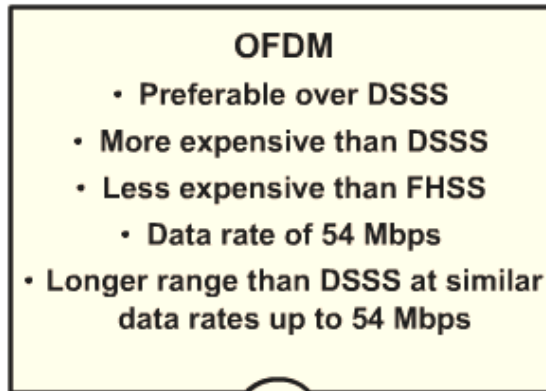 OFDM
• Preferable over DSSS
• More expensive than DSSS
• Less expensive than FHSS
• Data rate of 54 Mbps
• Longer range than DSSS at similar
data rates up to 54 Mbps